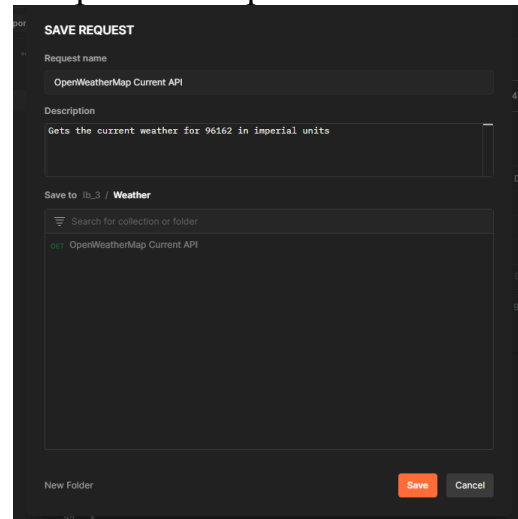 SAVE REQUEST
Request name
OpenWeatherMap Current API
Description
Gets the current weather for 96162 in imperial units
Save to lb_3 / Weather
Search for collection or folder
GET OpenWeatherMap Current API
New Folder Save Cancel